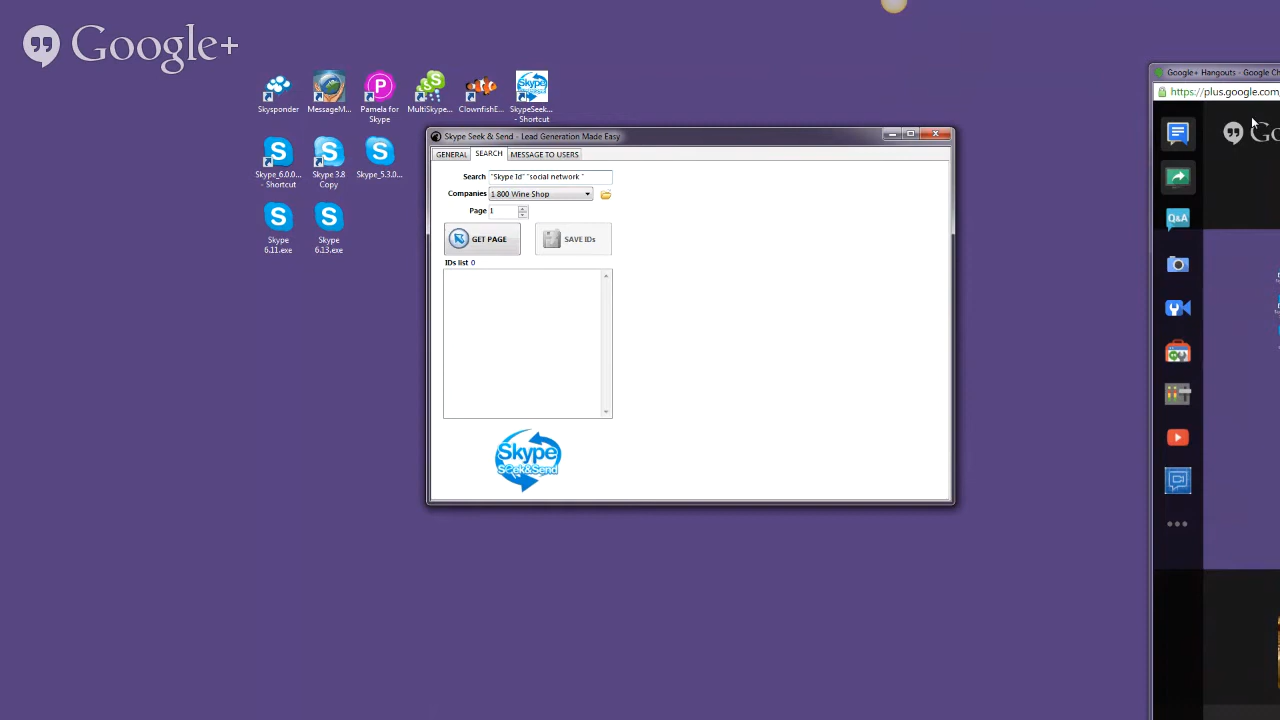 Google+
Google+ Hangouts - Google Ch
https://plus.google.com
Skysponder
MessageM...
Pamela for Skype
MultiSkype...
ClownfishE...
SkypeSeek... - Shortcut
Skype_6.0.0... - Shortcut
Skype 3.8 Copy
Skype_5.3.0...
Skype 6.11.exe
Skype 6.13.exe
Skype Seek & Send - Lead Generation Made Easy
GENERAL
SEARCH
MESSAGE TO USERS
Search "Skype Id" "social network "
Companies 1 800 Wine Shop
Page 1
GET PAGE
SAVE IDs
IDs list 0
Skype
Seek&Send
Q&A